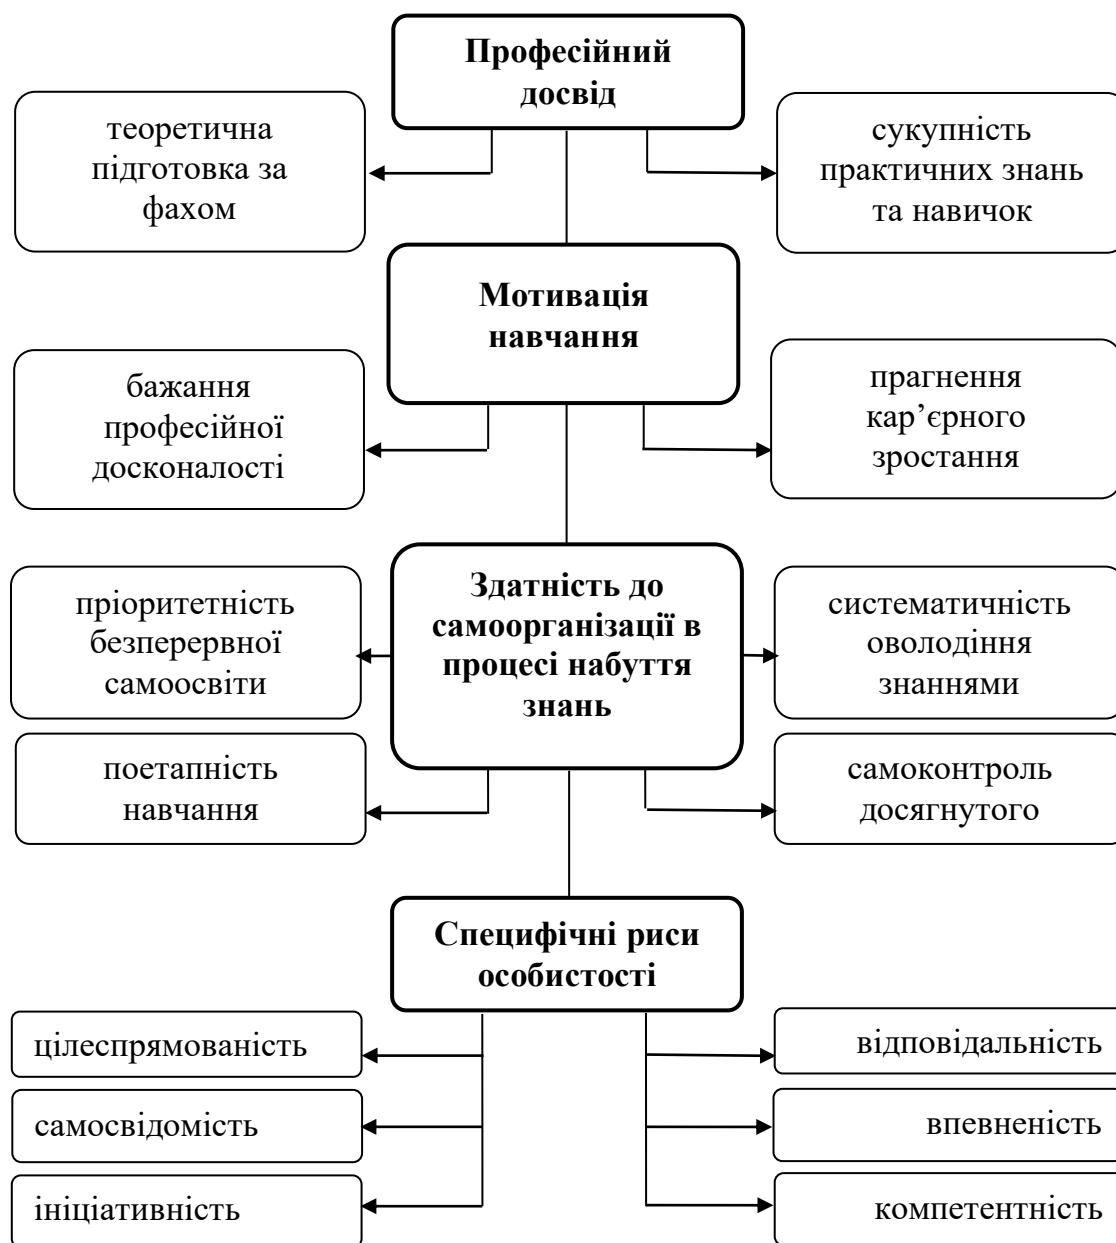 Професійний
досвід
теоретична
підготовка за
фахом
сукупність
практичних знань
та навичок
Мотивація
навчання
бажання
професійної
досконалості
прагнення
кар’єрного
зростання
Здатність до
самоорганізації в
процесі набуття
знань
пріоритетність
безперервної
самоосвіти
систематичність
оволодіння
знаннями
поетапність
навчання
самоконтроль
досягнутого
Специфічні риси
особистості
цілеспрямованість
відповідальність
самосвідомість
впевненість
ініціативність
компетентність